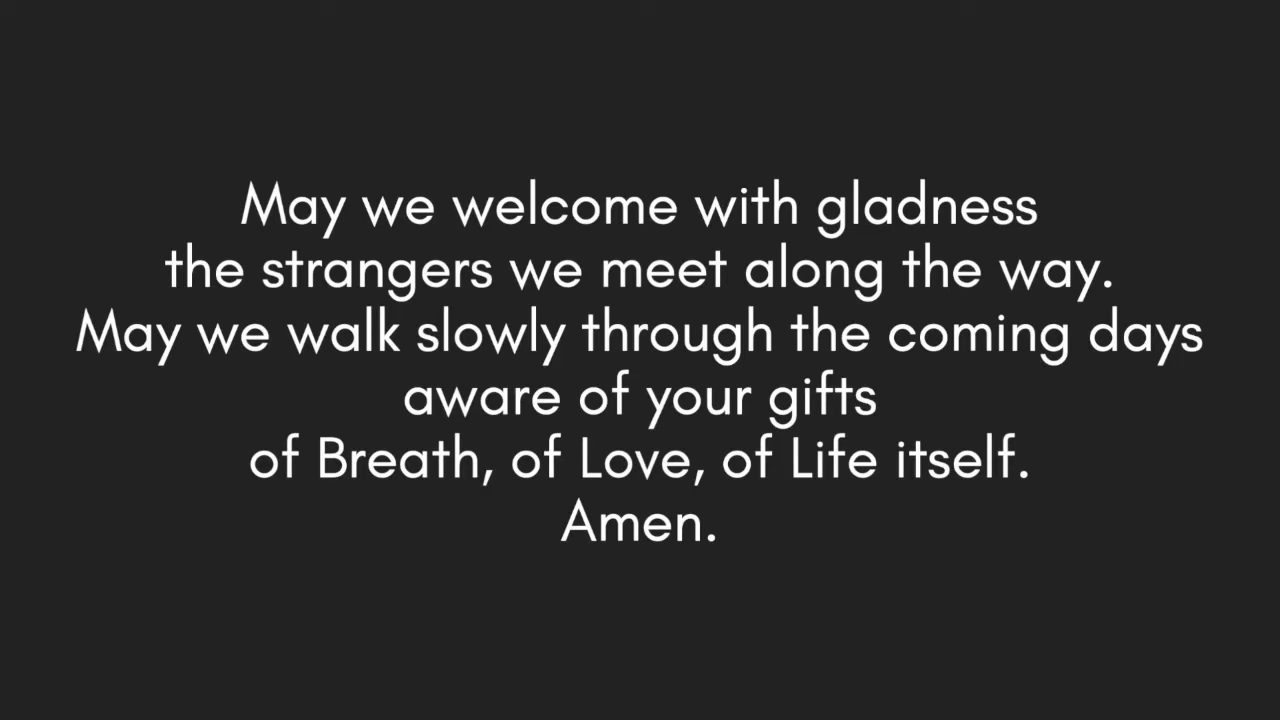 May we welcome with gladness
the strangers we meet along the way.
May we walk slowly through the coming days
aware of your gifts
of Breath, of Love, of Life itself.
Amen.